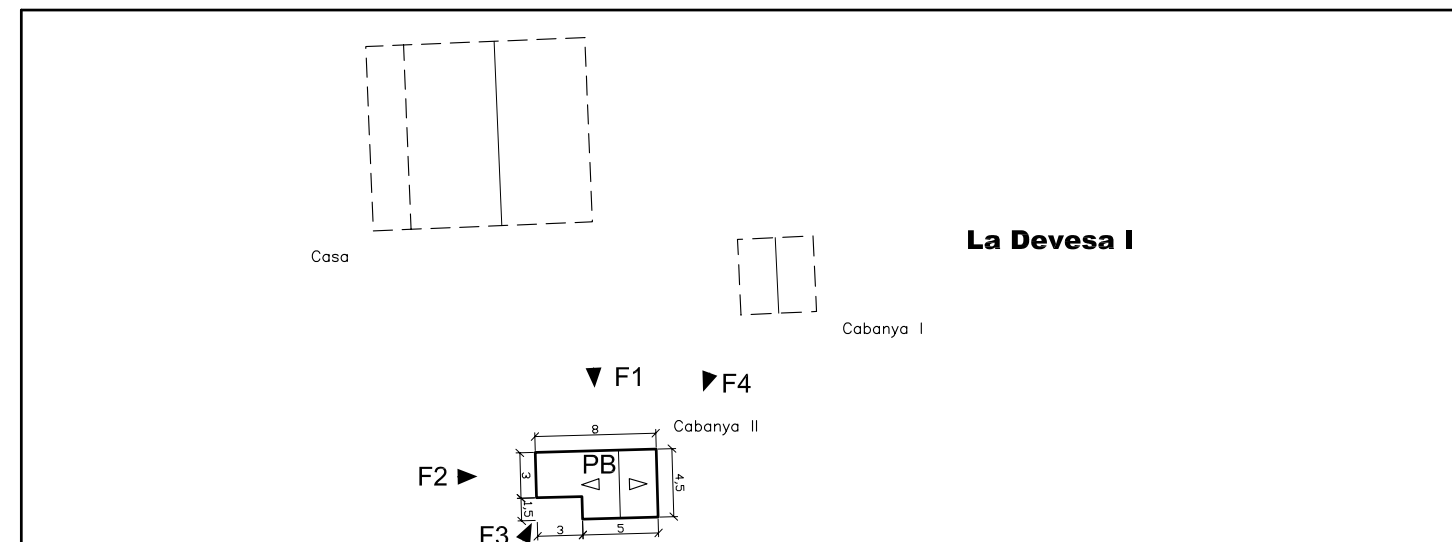 Casa
La Devesa I
Cabanya I
F1
F4
Cabanya II
8
PB
F2
3
4,5
1,5
F3
3
5